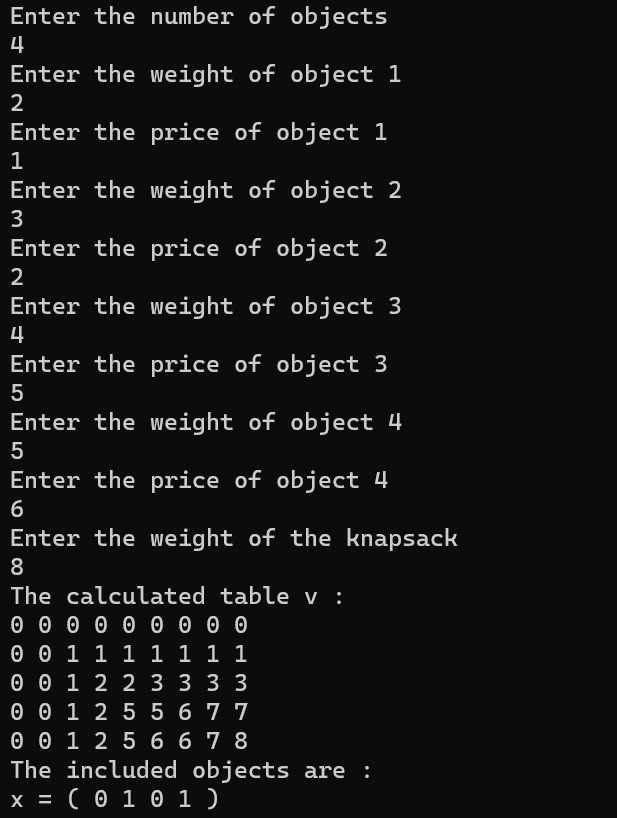 Enter the number of objects
4
Enter the weight of object 1
2
Enter the price of object 1
1
Enter the weight of object 2
3
Enter the price of object 2
2
Enter the weight of object 3
4
Enter the price of object 3
5
Enter the weight of object 4
5
Enter the price of object 4
6
Enter the weight of the knapsack
8
The calculated table v :
0 0 0 0 0 0 0 0 0
0 0 1 1 1 1 1 1 1
0 0 1 2 2 3 3 3 3
0 0 1 2 5 5 6 7 7
0 0 1 2 5 6 6 7 8
The included objects are :
x = ( 0 1 0 1 )